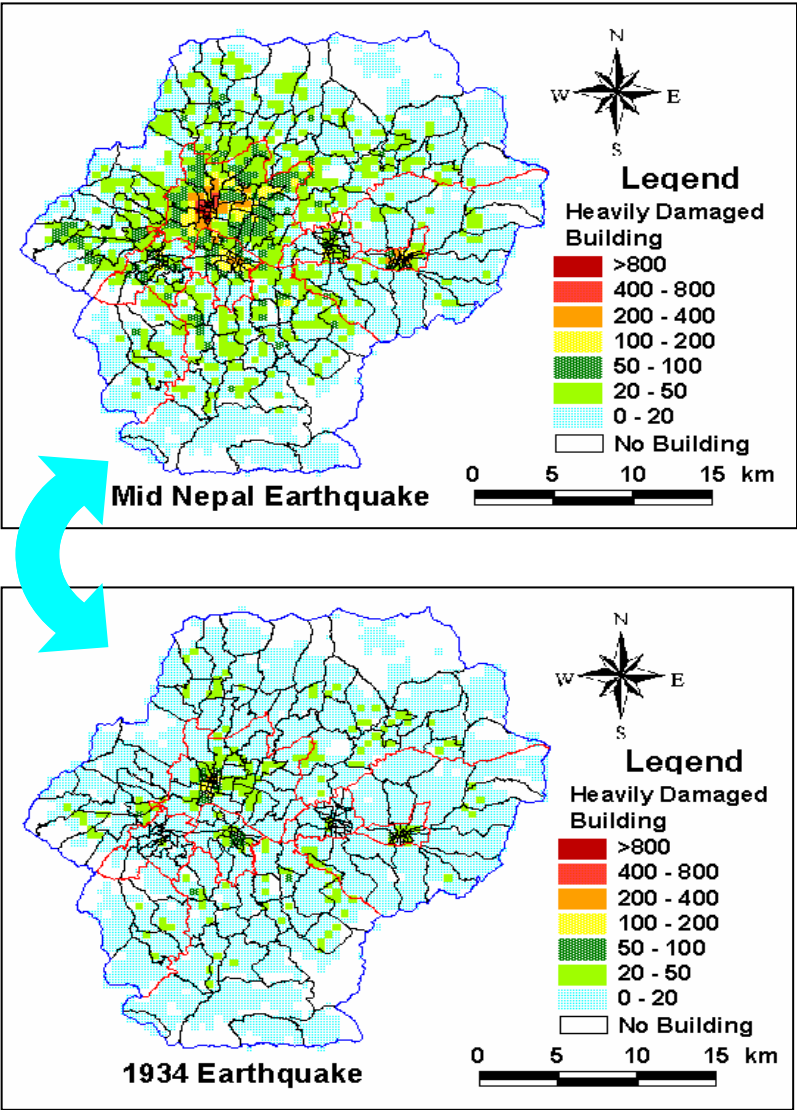 N
W E
S
Legend
Heavily Damaged
Building
>800
400 - 800
200 - 400
100 - 200
50 - 100
20 - 50
0 - 20
No Building
0 5 10 15 km
Mid Nepal Earthquake
N
W E
S
Legend
Heavily Damaged
Building
>800
400 - 800
200 - 400
100 - 200
50 - 100
20 - 50
0 - 20
No Building
0 5 10 15 km
1934 Earthquake